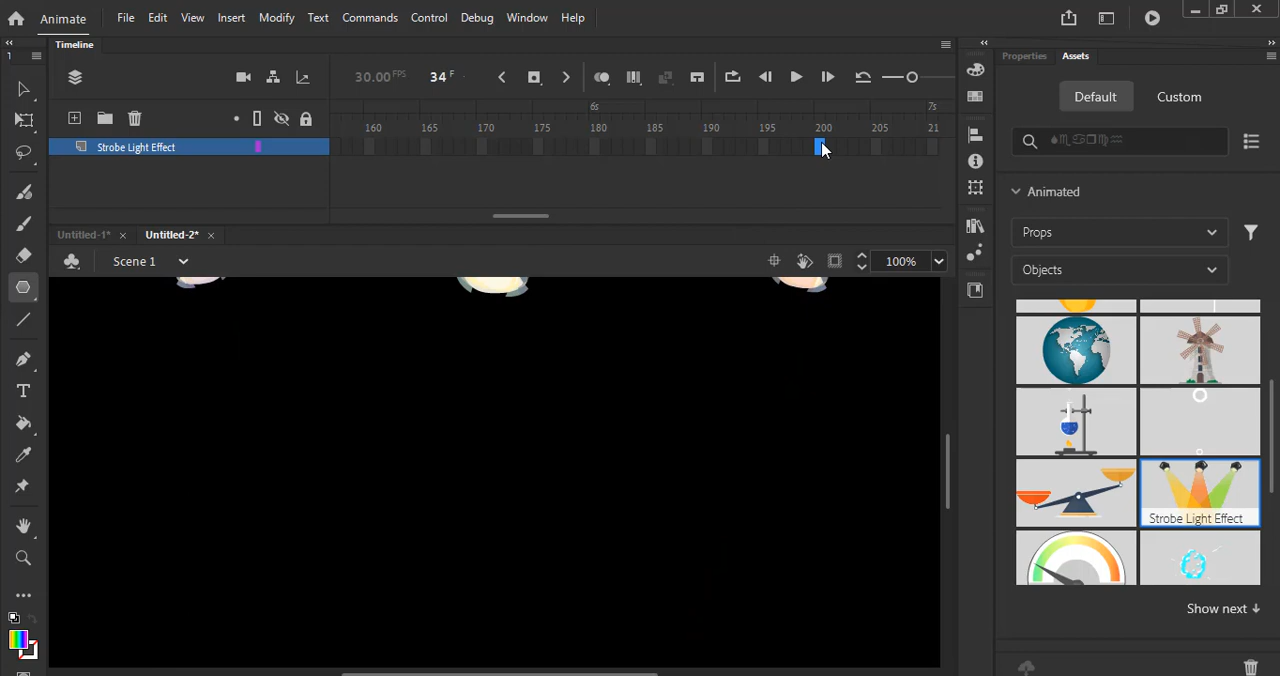 Animate File Edit View Insert Modify Text Commands Control Debug Window Help
Timeline
30.00 FPS 34 F
6s 7s
160 165 170 175 180 185 190 195 200 205 21
Strobe Light Effect
Untitled-1* Untitled-2*
Scene 1
100%
1
Properties Assets
Default Custom
Animated
Props
Objects
Strobe Light Effect
Show next